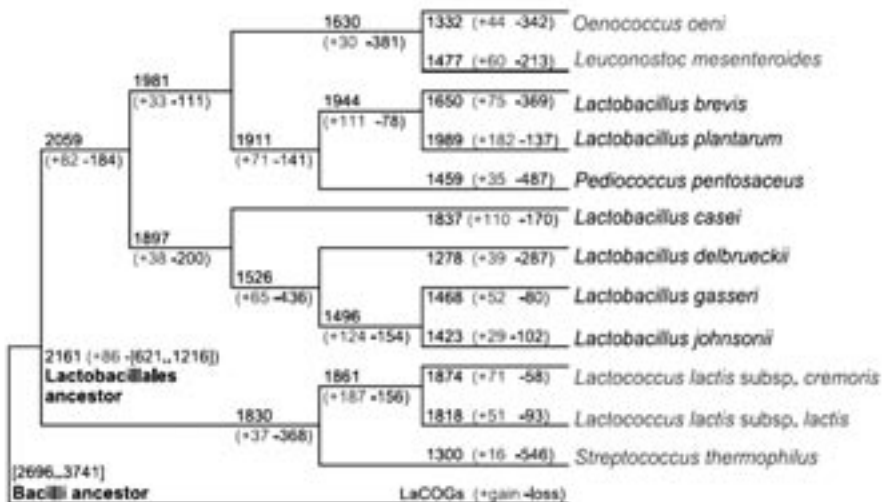 1630
(+30 -381)
1332 (+44 -342) Oenococcus oeni
1477 (+60 -213) Leuconostoc mesenteroides
1981
(+33 -111)
1944
(+111 -78)
1650 (+75 -369) Lactobacillus brevis
1989 (+182 -137) Lactobacillus plantarum
2059
(+82 -184)
1911
(+71 -141)
1459 (+35 -487) Pediococcus pentosaceus
1837 (+110 -170) Lactobacillus casei
1897
(+38 -200)
1278 (+39 -287) Lactobacillus delbrueckii
1526
(+65 -436)
1468 (+52 -80) Lactobacillus gasseri
1496
(+124 -154)
1423 (+29 -102) Lactobacillus johnsonii
2161 (+86 -[621,,1216])
Lactobacillales
ancestor
1861
(+187 -156)
1874 (+71 -58) Lactococcus lactis subsp. cremoris
1818 (+51 -93) Lactococcus lactis subsp. lactis
1830
(+37 -368)
1300 (+16 -546) Streptococcus thermophilus
[2696,,3741]
Bacilli ancestor
LaCOGs (+gain -loss)